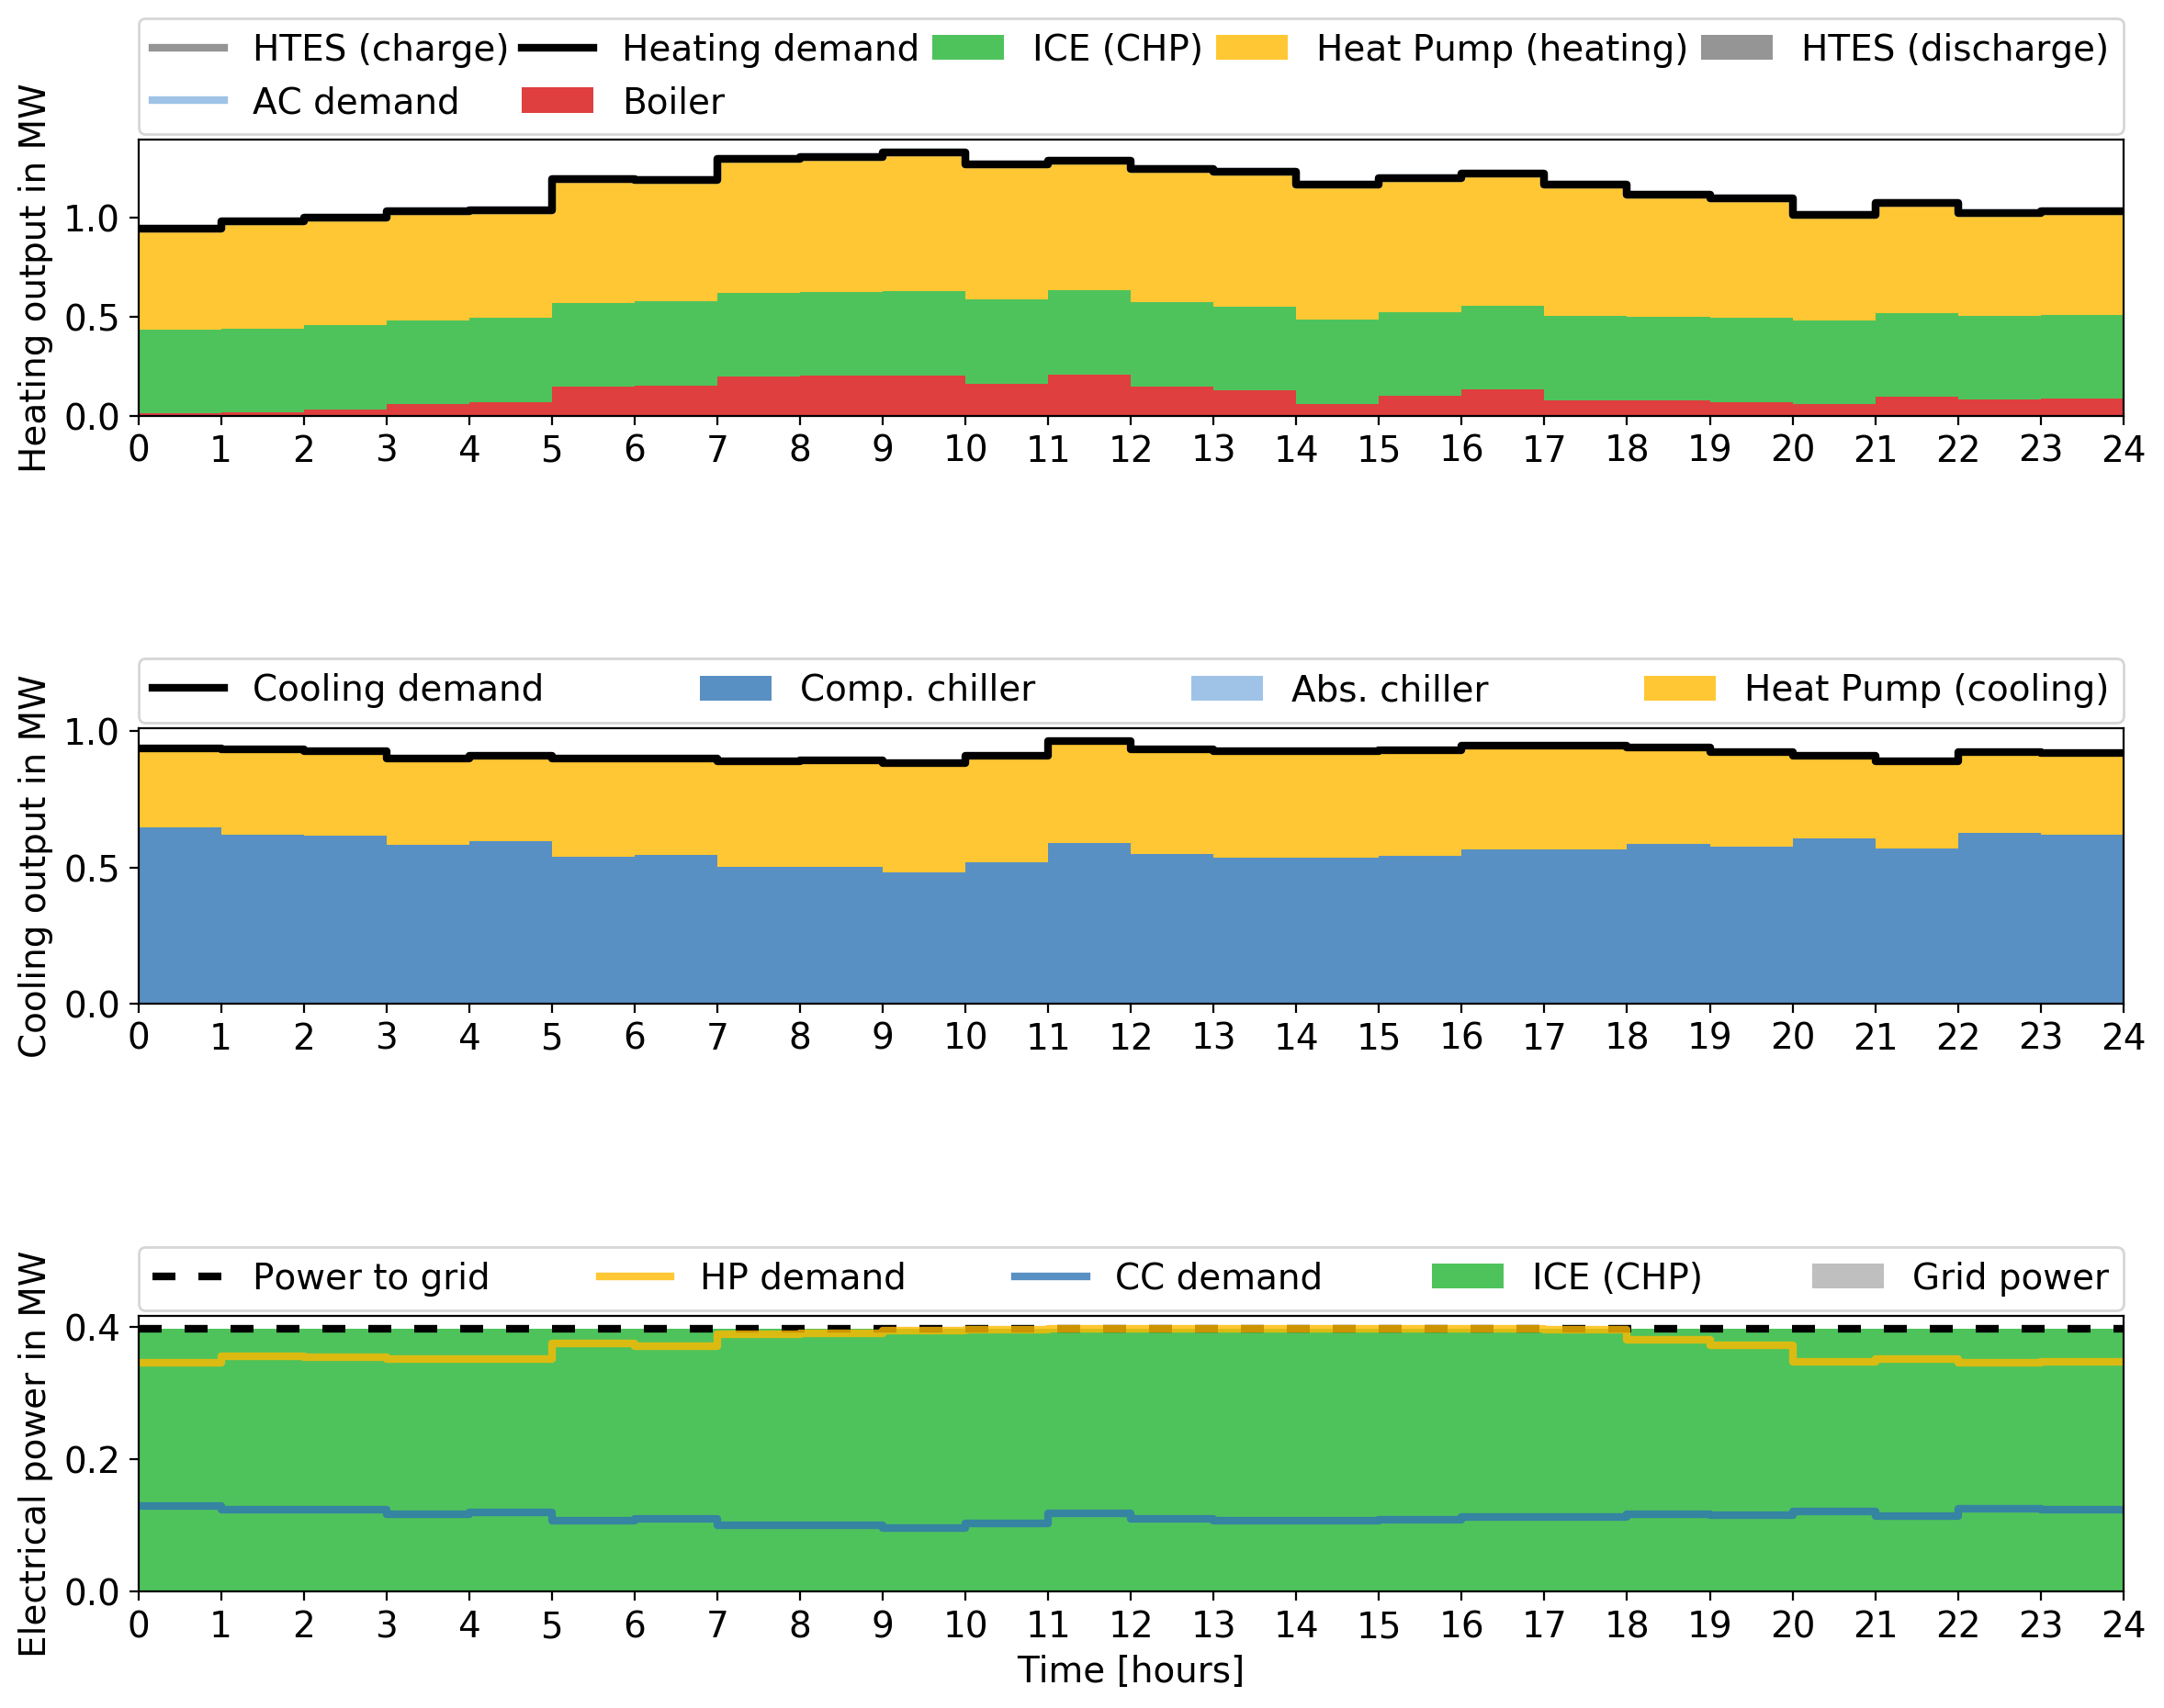 HTES (charge) Heating demand ICE (CHP) Heat Pump (heating) HTES (discharge)
AC demand Boiler
Heating output in MW
1.0
0.5
0.0
0 1 2 3 4 5 6 7 8 9 10 11 12 13 14 15 16 17 18 19 20 21 22 23 24
Cooling demand Comp. chiller Abs. chiller Heat Pump (cooling)
Cooling output in MW
1.0
0.5
0.0
0 1 2 3 4 5 6 7 8 9 10 11 12 13 14 15 16 17 18 19 20 21 22 23 24
Power to grid HP demand CC demand ICE (CHP) Grid power
Electrical power in MW
0.4
0.2
0.0
0 1 2 3 4 5 6 7 8 9 10 11 12 13 14 15 16 17 18 19 20 21 22 23 24
Time [hours]